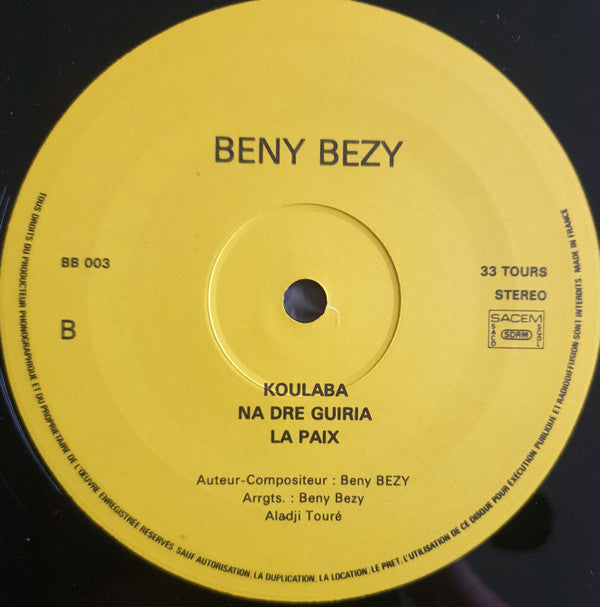 BENY BEZY
BB 003
B
33 TOURS
STEREO
SACEM
SACD
SDRM
SGDL
KOULABA
NA DRE GUIRIA
LA PAIX
Auteur-Compositeur : Beny BEZY
Arrgts. : Beny Bezy
Aladji Touré
TOUS DROITS DU PRODUCTEUR PHONOGRAPHIQUE ET DU PROPRIETAIRE DE L'ŒUVRE ENREGISTREE RESERVES SAUF AUTORISATION, LA DUPLICATION, LA LOCATION, LE PRET, L'UTILISATION DE CE DISQUE POUR EXECUTION PUBLIQUE ET RADIODIFFUSION SONT INTERDITS MADE IN FRANCE